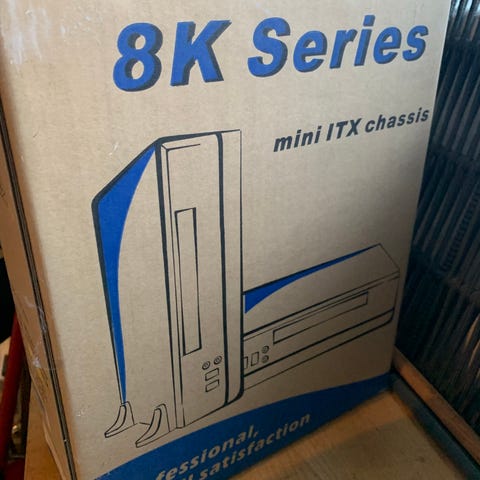 8K Series
mini ITX chassis
fessional,
satisfaction